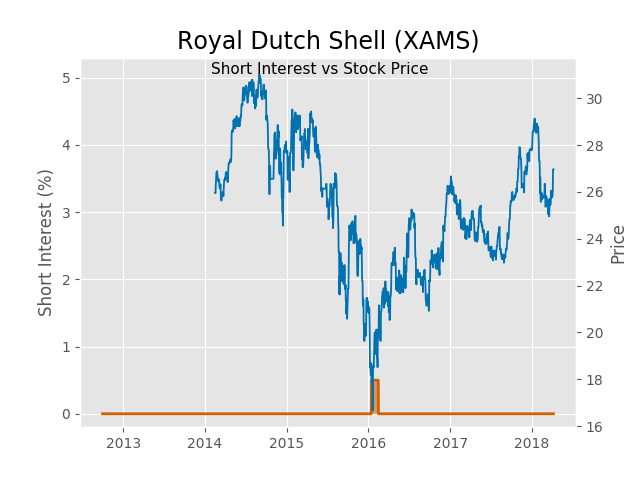 Royal Dutch Shell (XAMS)
Short Interest vs Stock Price
Short Interest (%)
5
4
3
2
1
0
30
28
26
24
22
20
18
16
Price
2013 2014 2015 2016 2017 2018